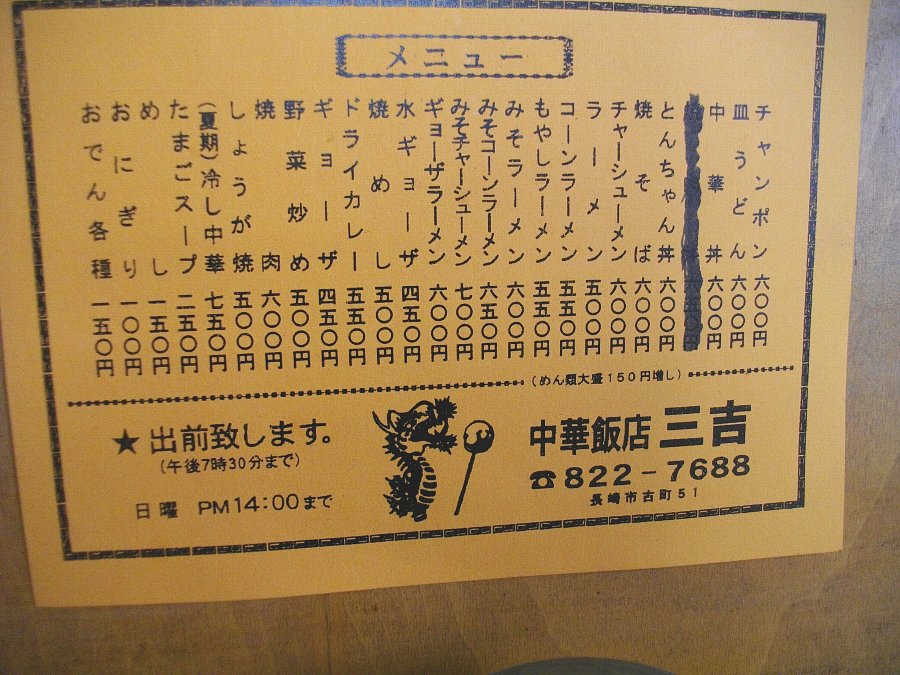 メニュー
チャンポン 六〇〇円
皿うどん 六〇〇円
中華丼 六〇〇円
六五〇円
とんちゃん丼 六〇〇円
焼そば 六〇〇円
チャーシューメン 六〇〇円
ラーメン 五〇〇円
コーンラーメン 五五〇円
もやしラーメン 五五〇円
みそラーメン 六〇〇円
みそコーンラーメン 六五〇円
みそチャーシューメン 七〇〇円
ギョーザラーメン 六〇〇円
水ギョーザ 四五〇円
焼めし 五〇〇円
ドライカレー 五五〇円
ギョーザ 四五〇円
野菜炒め 五〇〇円
焼肉 六〇〇円
しょうが焼 五〇〇円
(夏期)冷し中華 七五〇円
たまごスープ 二五〇円
めし 一五〇円
おにぎり 一〇〇円
おでん各種 一五〇円
(めん類大盛150円増し)
★ 出前致します。
(午後7時30分まで)
日曜 PM14:00まで
中華飯店 三吉
☎822-7688
長崎市古町51